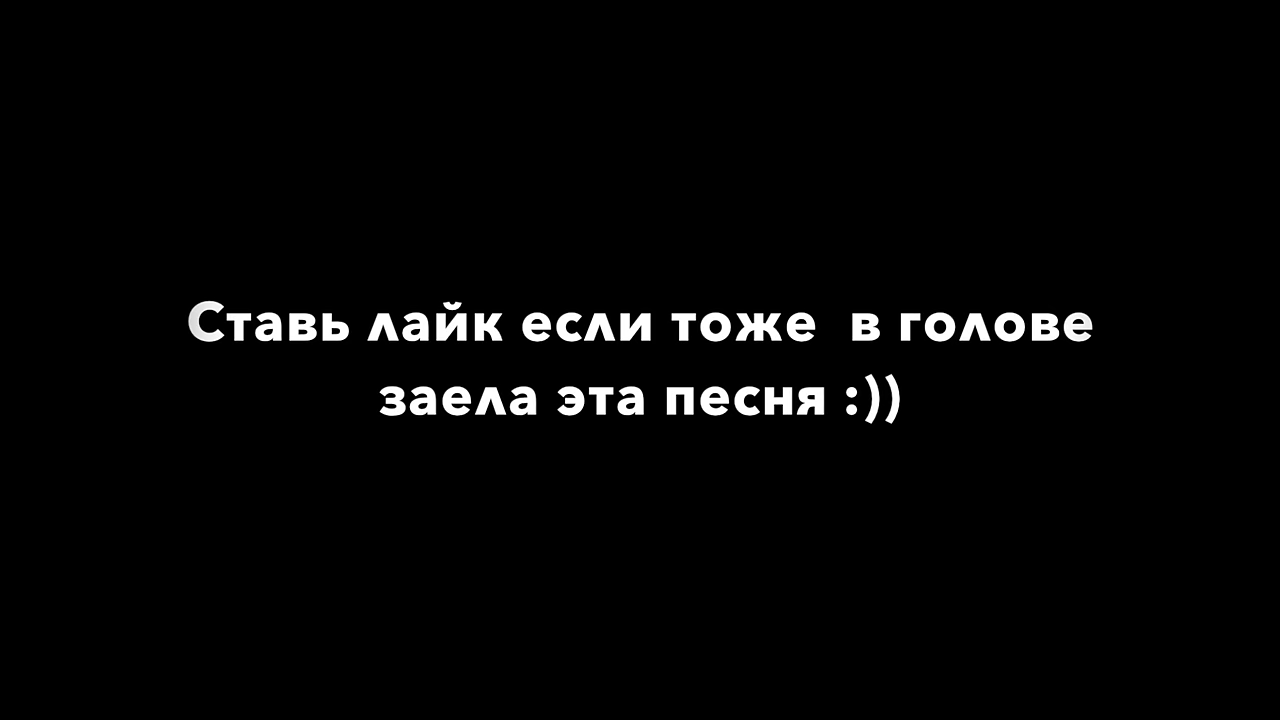 Ставь лайк если тоже  в голове
заела эта песня :))